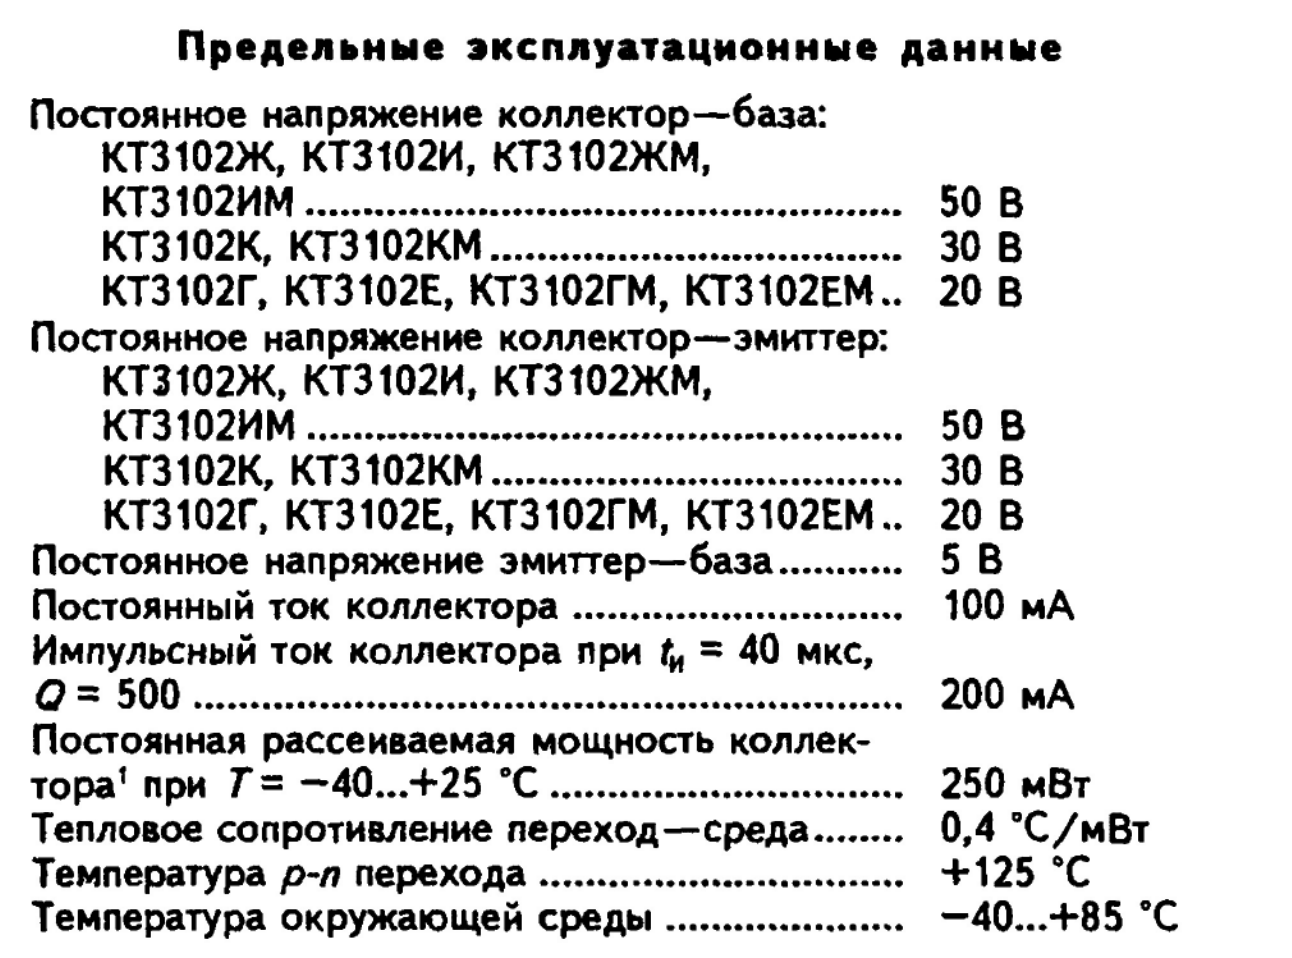 Предельные эксплуатационные данные
Постоянное напряжение коллектор—база:
КТ3102Ж, КТ3102И, КТ3102ЖМ,
КТ3102ИМ .................................................... 50 В
КТ3102К, КТ3102КМ .................................... 30 В
КТ3102Г, КТ3102Е, КТ3102ГМ, КТ3102ЕМ.. 20 В
Постоянное напряжение коллектор—эмиттер:
КТ3102Ж, КТ3102И, КТ3102ЖМ,
КТ3102ИМ .................................................... 50 В
КТ3102К, КТ3102КМ .................................... 30 В
КТ3102Г, КТ3102Е, КТ3102ГМ, КТ3102ЕМ.. 20 В
Постоянное напряжение эмиттер—база........... 5 В
Постоянный ток коллектора ............................. 100 мА
Импульсный ток коллектора при tи = 40 мкс,
Q = 500 .............................................................. 200 мА
Постоянная рассеиваемая мощность коллек-
тора¹ при T = −40...+25 °C ............................... 250 мВт
Тепловое сопротивление переход—среда........ 0,4 °C/мВт
Температура p-n перехода ................................ +125 °C
Температура окружающей среды ..................... −40...+85 °C